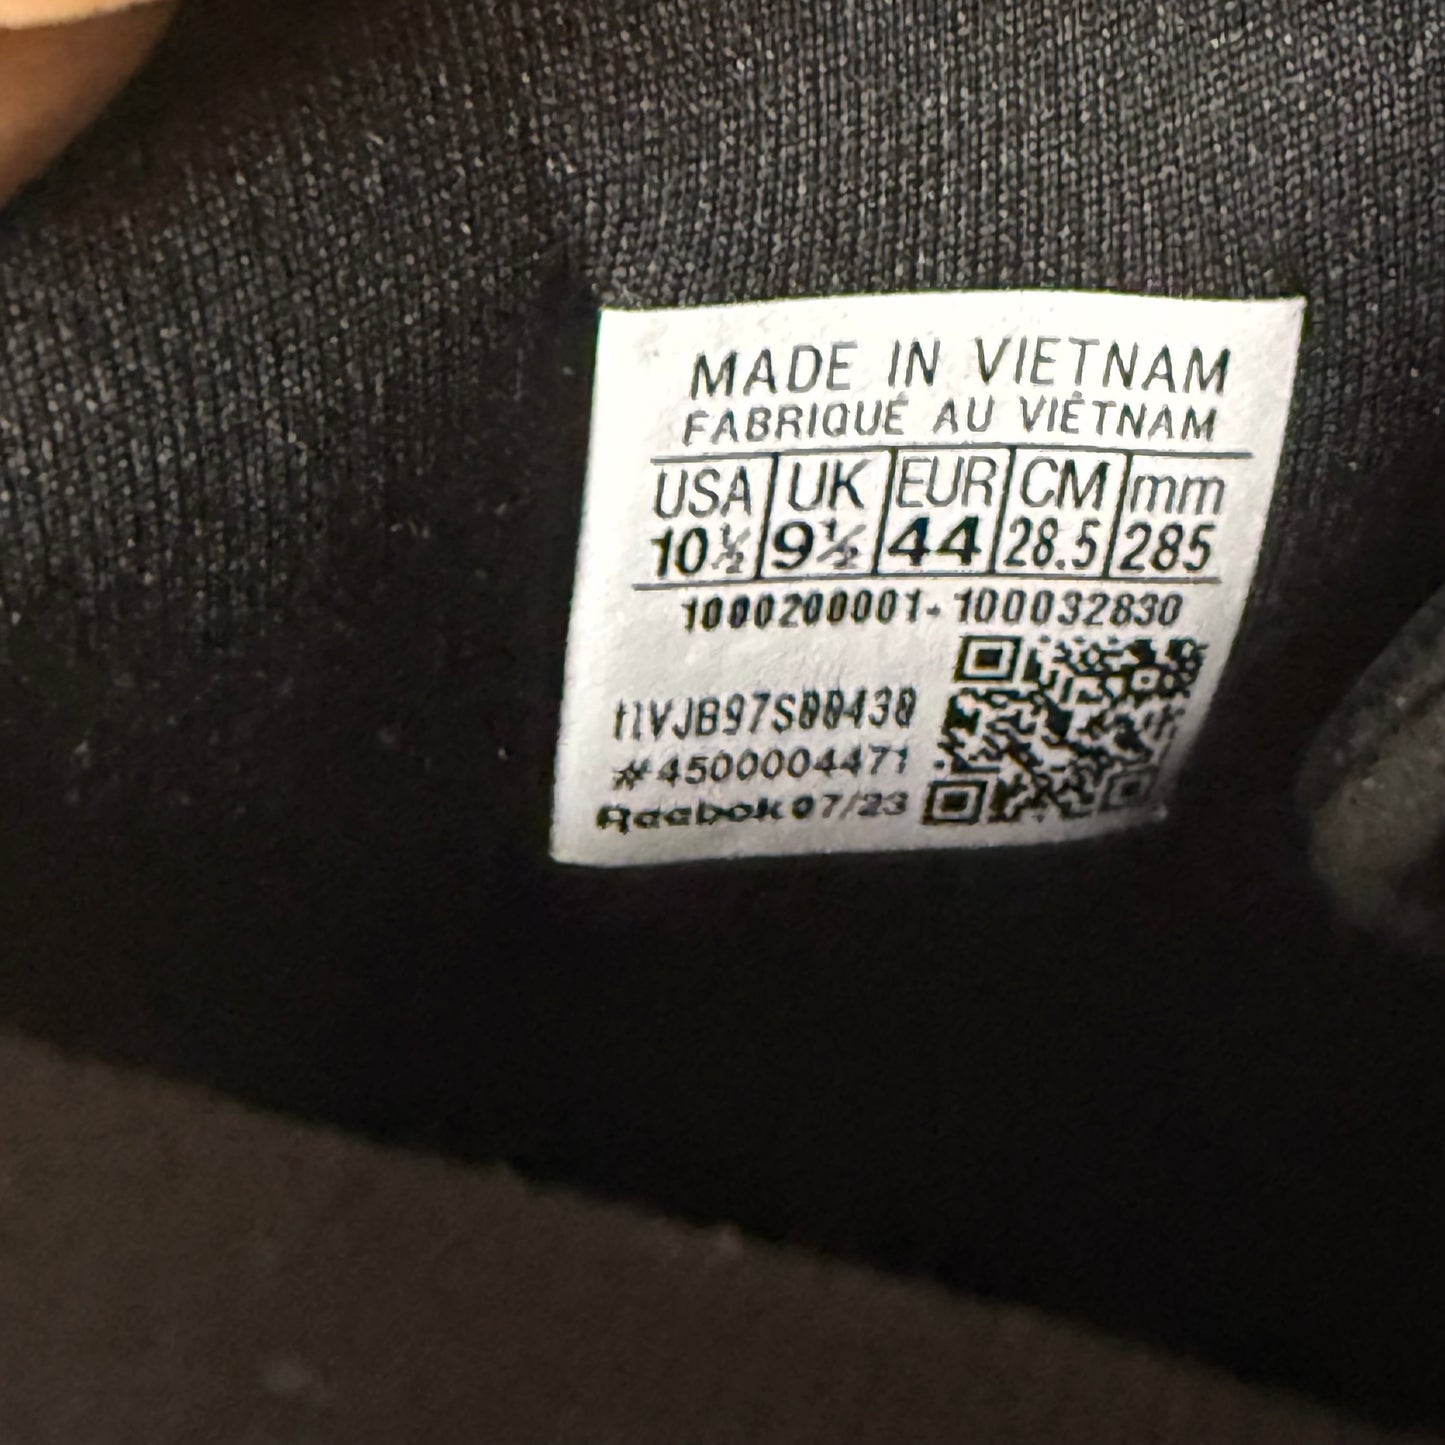 MADE IN VIETNAM
FABRIQUÉ AU VIÊTNAM
USA UK EUR CM mm
10½ 9½ 44 28.5 285
1000200001-100032830
#4500004471
Reebok 07/23